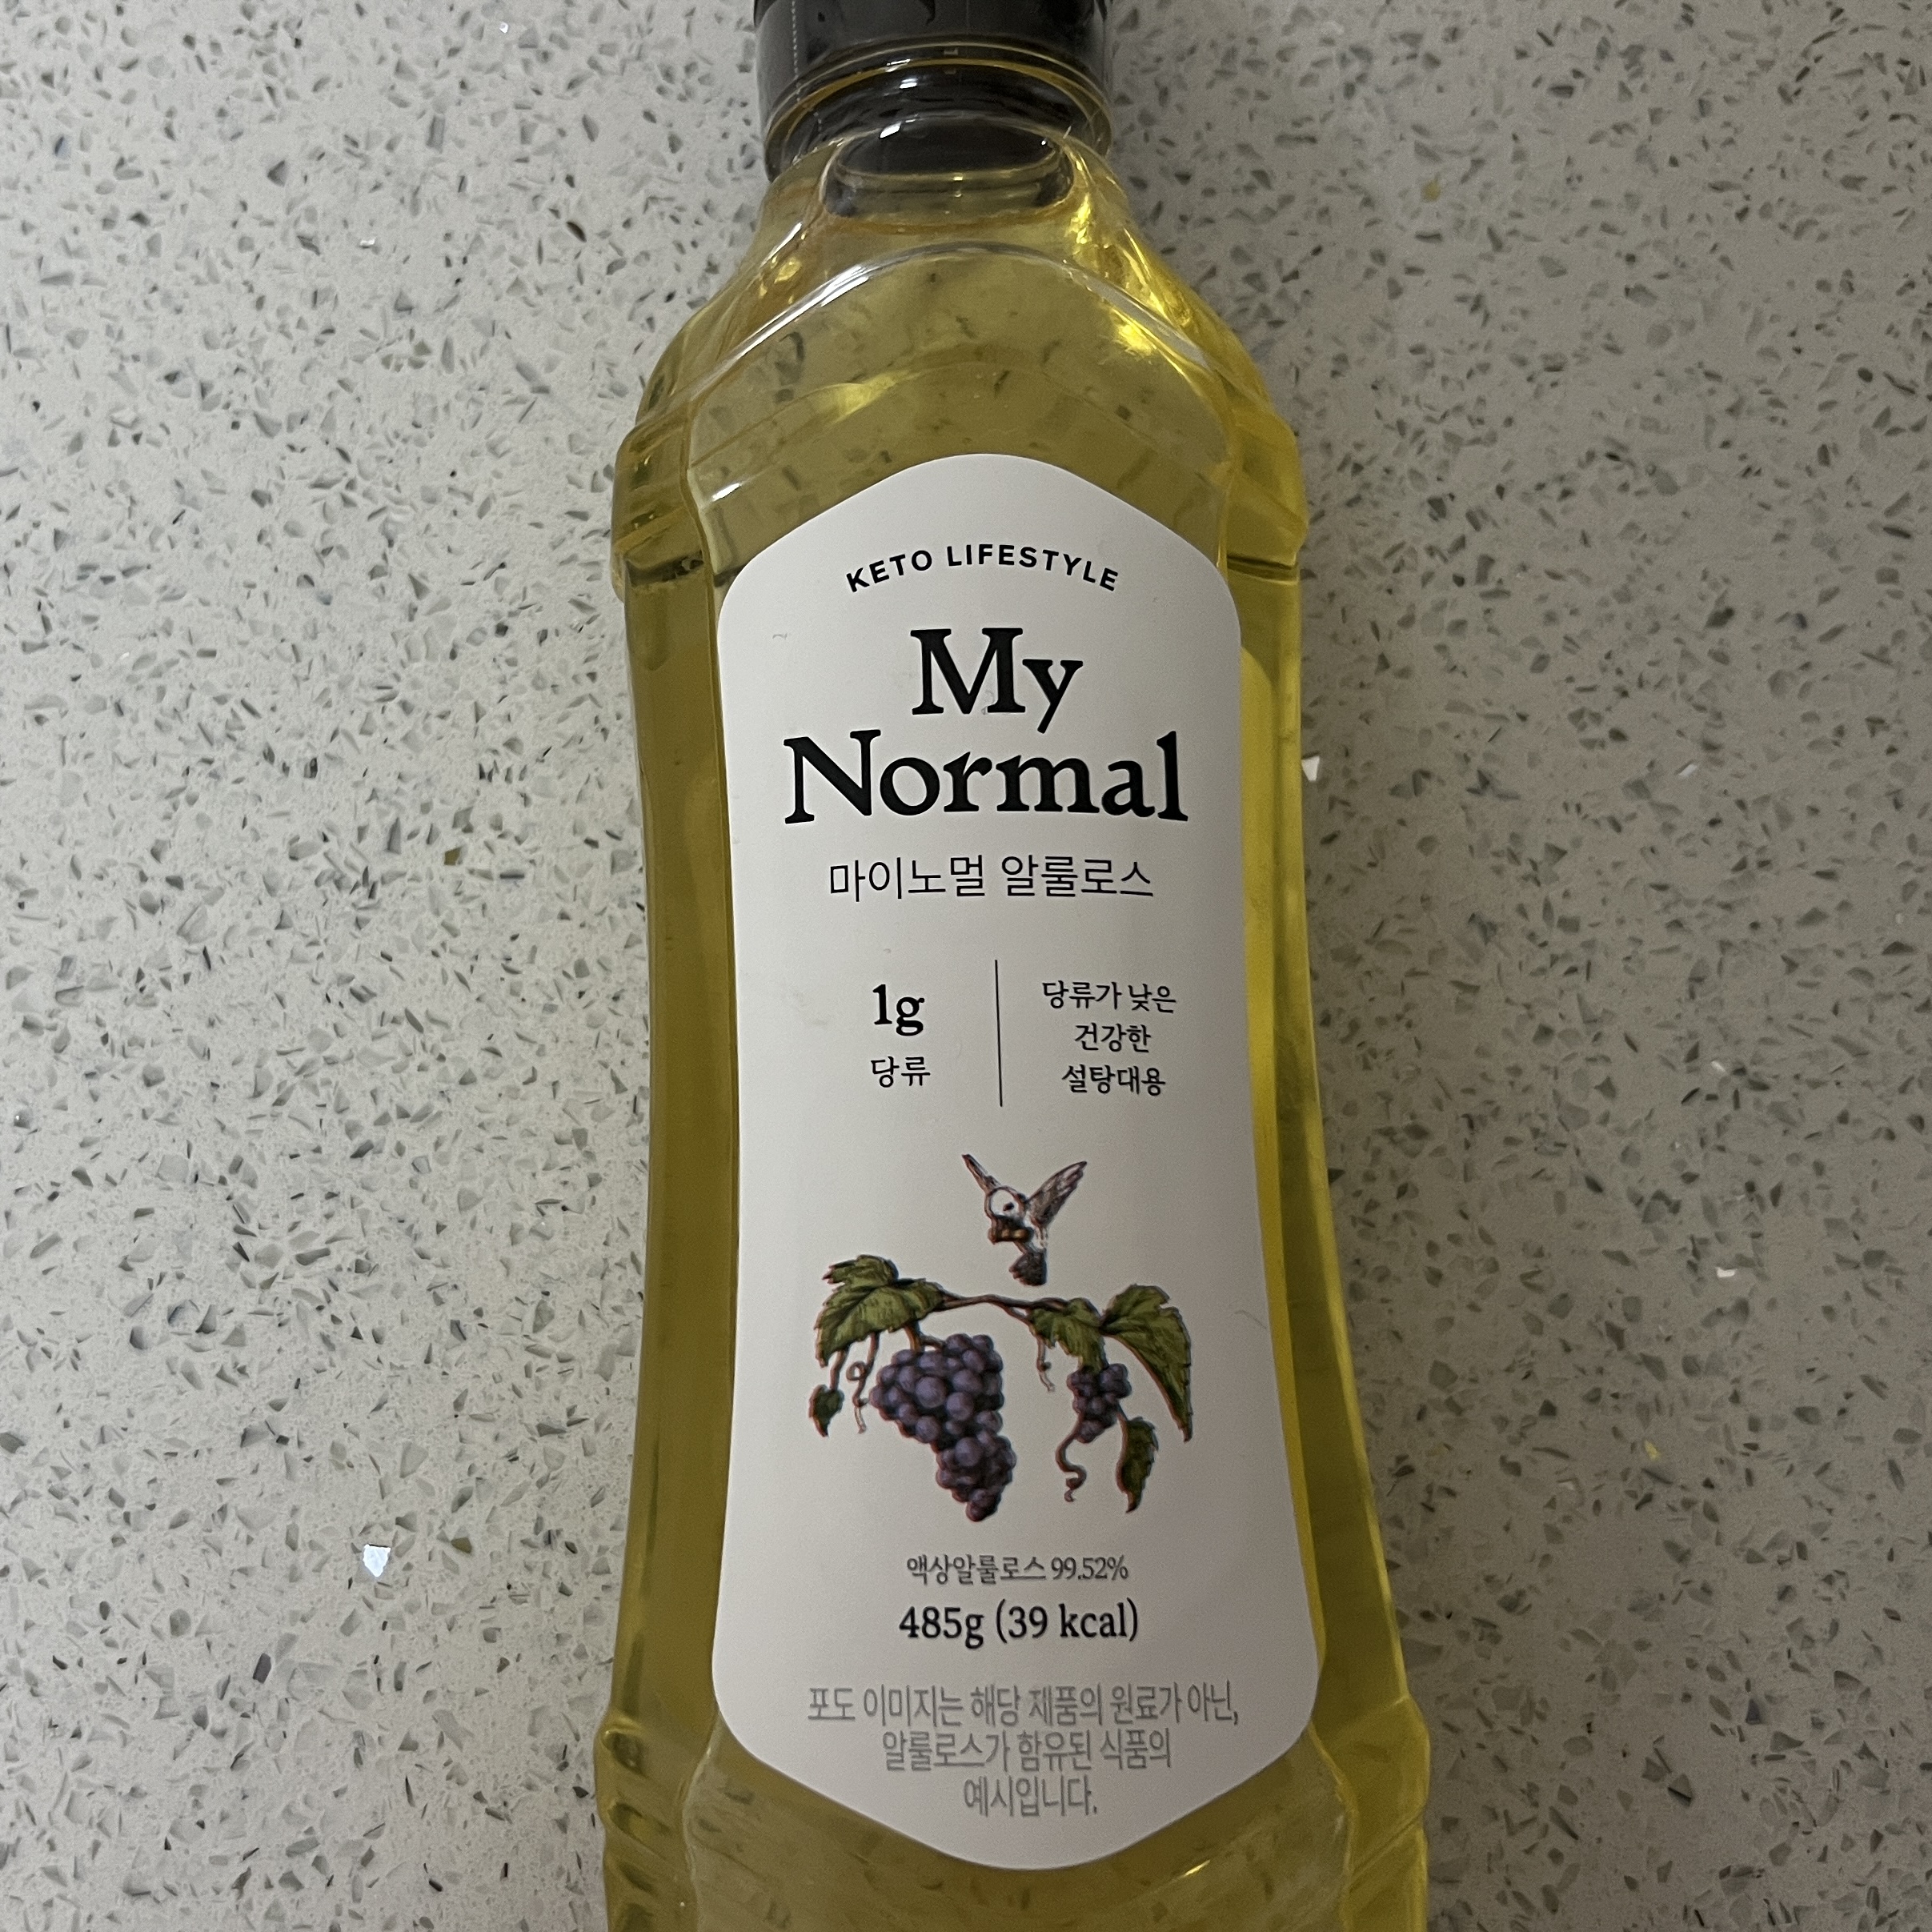 KETO LIFESTYLE
My
Normal
마이노멀 알룰로스
1g
당류
당류가 낮은
건강한
설탕대용
액상알룰로스 99.52%
485g (39 kcal)
포도 이미지는 해당 제품의 원료가 아닌,
알룰로스가 함유된 식품의
예시입니다.